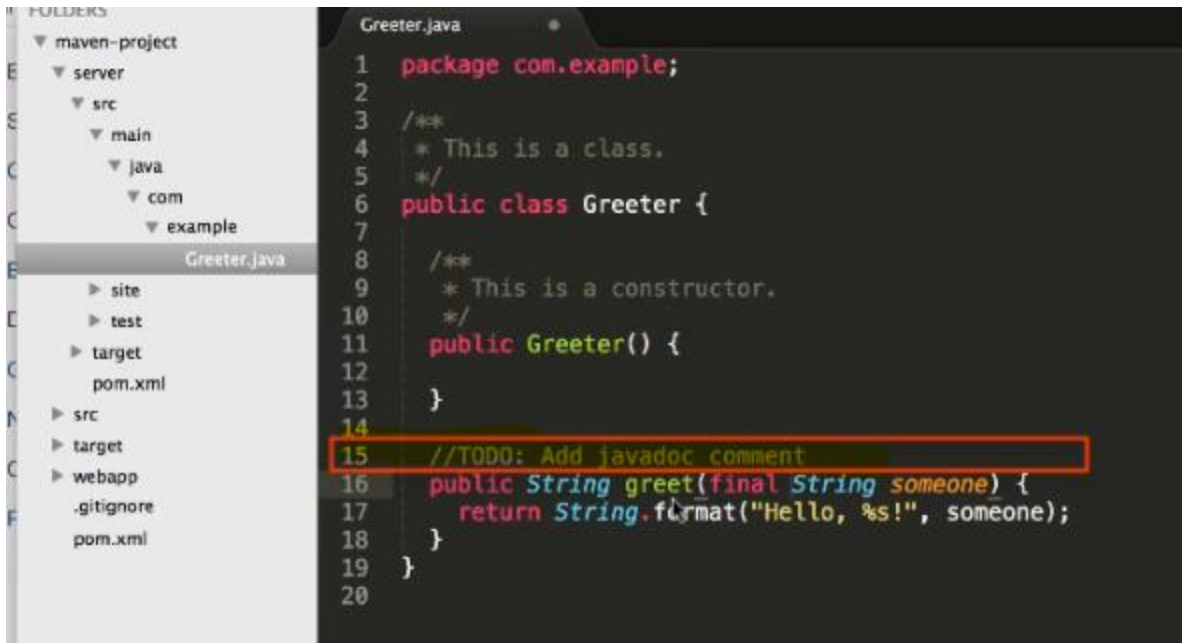 FOLDERS
maven-project
server
src
main
java
com
example
Greeter.java
site
test
target
pom.xml
src
target
webapp
.gitignore
pom.xml
Greeter.java
1 package com.example;
2
3 /**
4 * This is a class.
5 */
6 public class Greeter {
7
8 /**
9 * This is a constructor.
10 */
11 public Greeter() {
12
13 }
14
15 //TODO: Add javadoc comment
16 public String greet(final String someone) {
17 return String.format("Hello, %s!", someone);
18 }
19 }
20